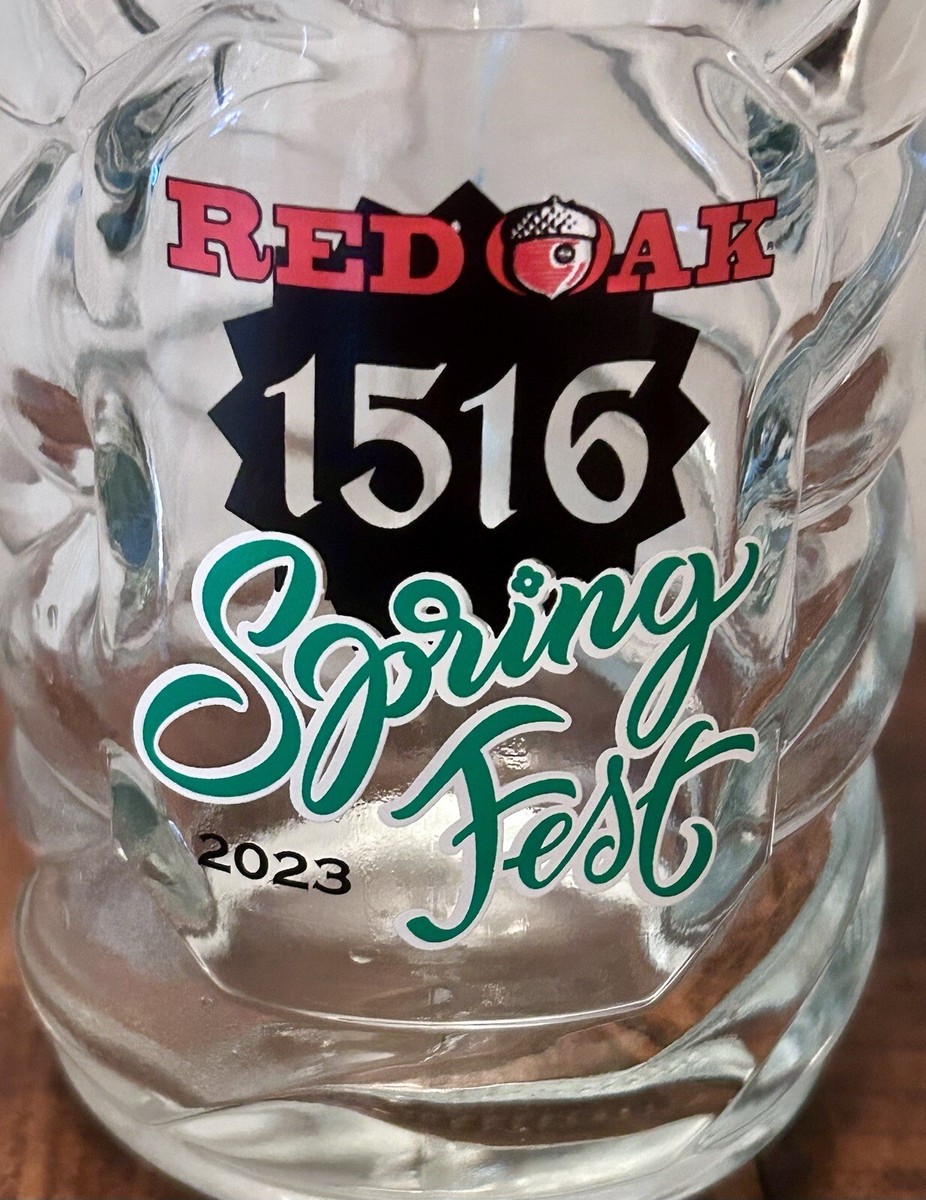 RED OAK
1516
Spring
Fest
2023